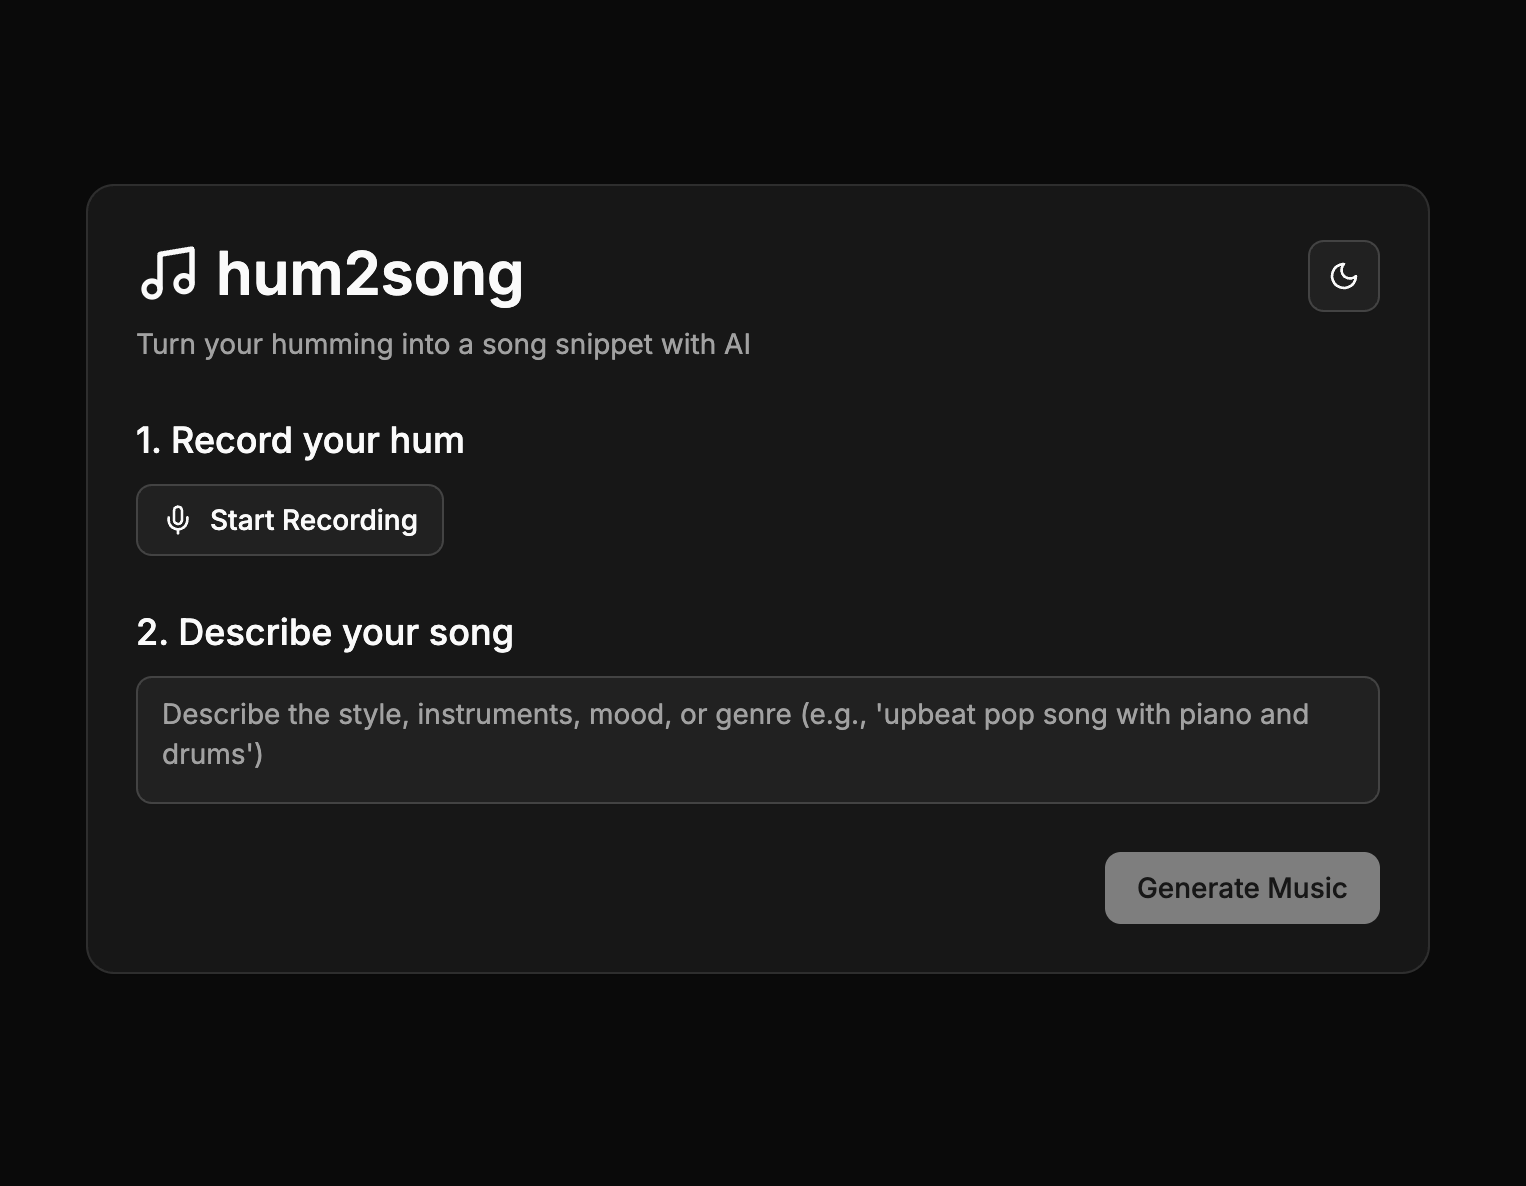 hum2song
Turn your humming into a song snippet with AI
1. Record your hum
Start Recording
2. Describe your song
Describe the style, instruments, mood, or genre (e.g., 'upbeat pop song with piano and
drums')
Generate Music